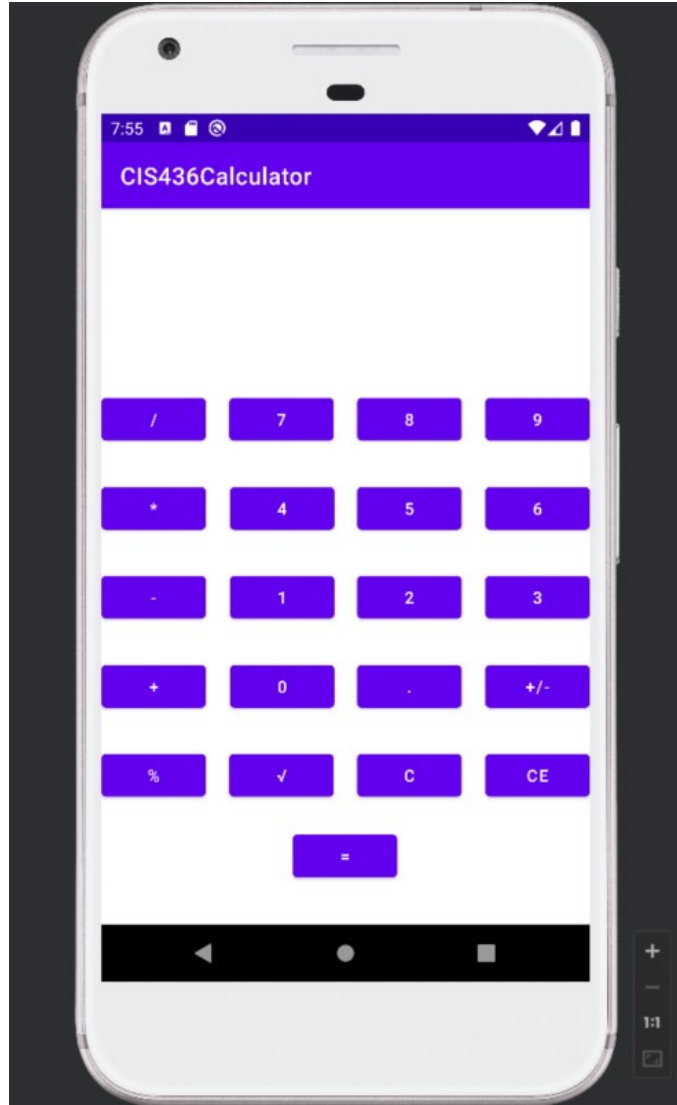 7:55 A
CIS436Calculator
/ 7 8 9
* 4 5 6
- 1 2 3
+ 0 . +/-
% √ C CE
=
+
-
1:1